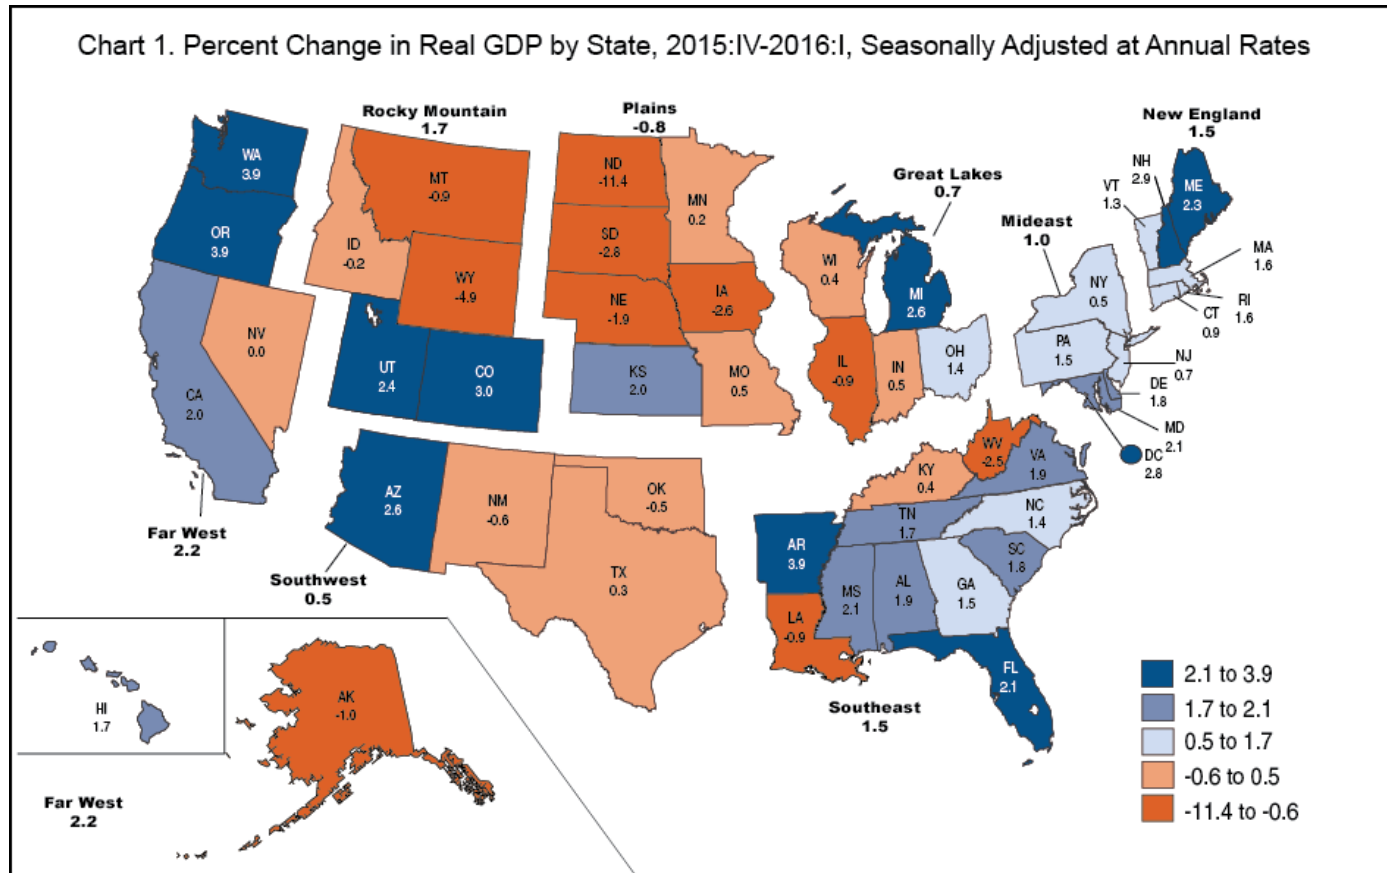 Chart 1. Percent Change in Real GDP by State, 2015:IV-2016:I, Seasonally Adjusted at Annual Rates
Rocky Mountain
1.7
Plains
-0.8
New England
1.5
Great Lakes
0.7
Mideast
1.0
WA
3.9
OR
3.9
CA
2.0
NV
0.0
ID
-0.2
MT
-0.9
WY
-4.9
UT
2.4
CO
3.0
ND
-11.4
SD
-2.8
NE
-1.9
KS
2.0
MN
0.2
IA
-2.6
MO
0.5
WI
0.4
IL
-0.9
MI
2.6
IN
0.5
OH
1.4
NH
2.9
VT
1.3
ME
2.3
MA
1.6
RI
1.6
CT
0.9
NY
0.5
PA
1.5
NJ
0.7
DE
1.8
MD
2.1
DC
2.8
Far West
2.2
AZ
2.6
NM
-0.6
OK
-0.5
TX
0.3
Southwest
0.5
WV
-2.5
VA
1.9
KY
0.4
TN
1.7
NC
1.4
SC
1.8
AR
3.9
LA
-0.9
MS
2.1
AL
1.9
GA
1.5
FL
2.1
Southeast
1.5
HI
1.7
AK
-1.0
Far West
2.2
2.1 to 3.9
1.7 to 2.1
0.5 to 1.7
-0.6 to 0.5
-11.4 to -0.6